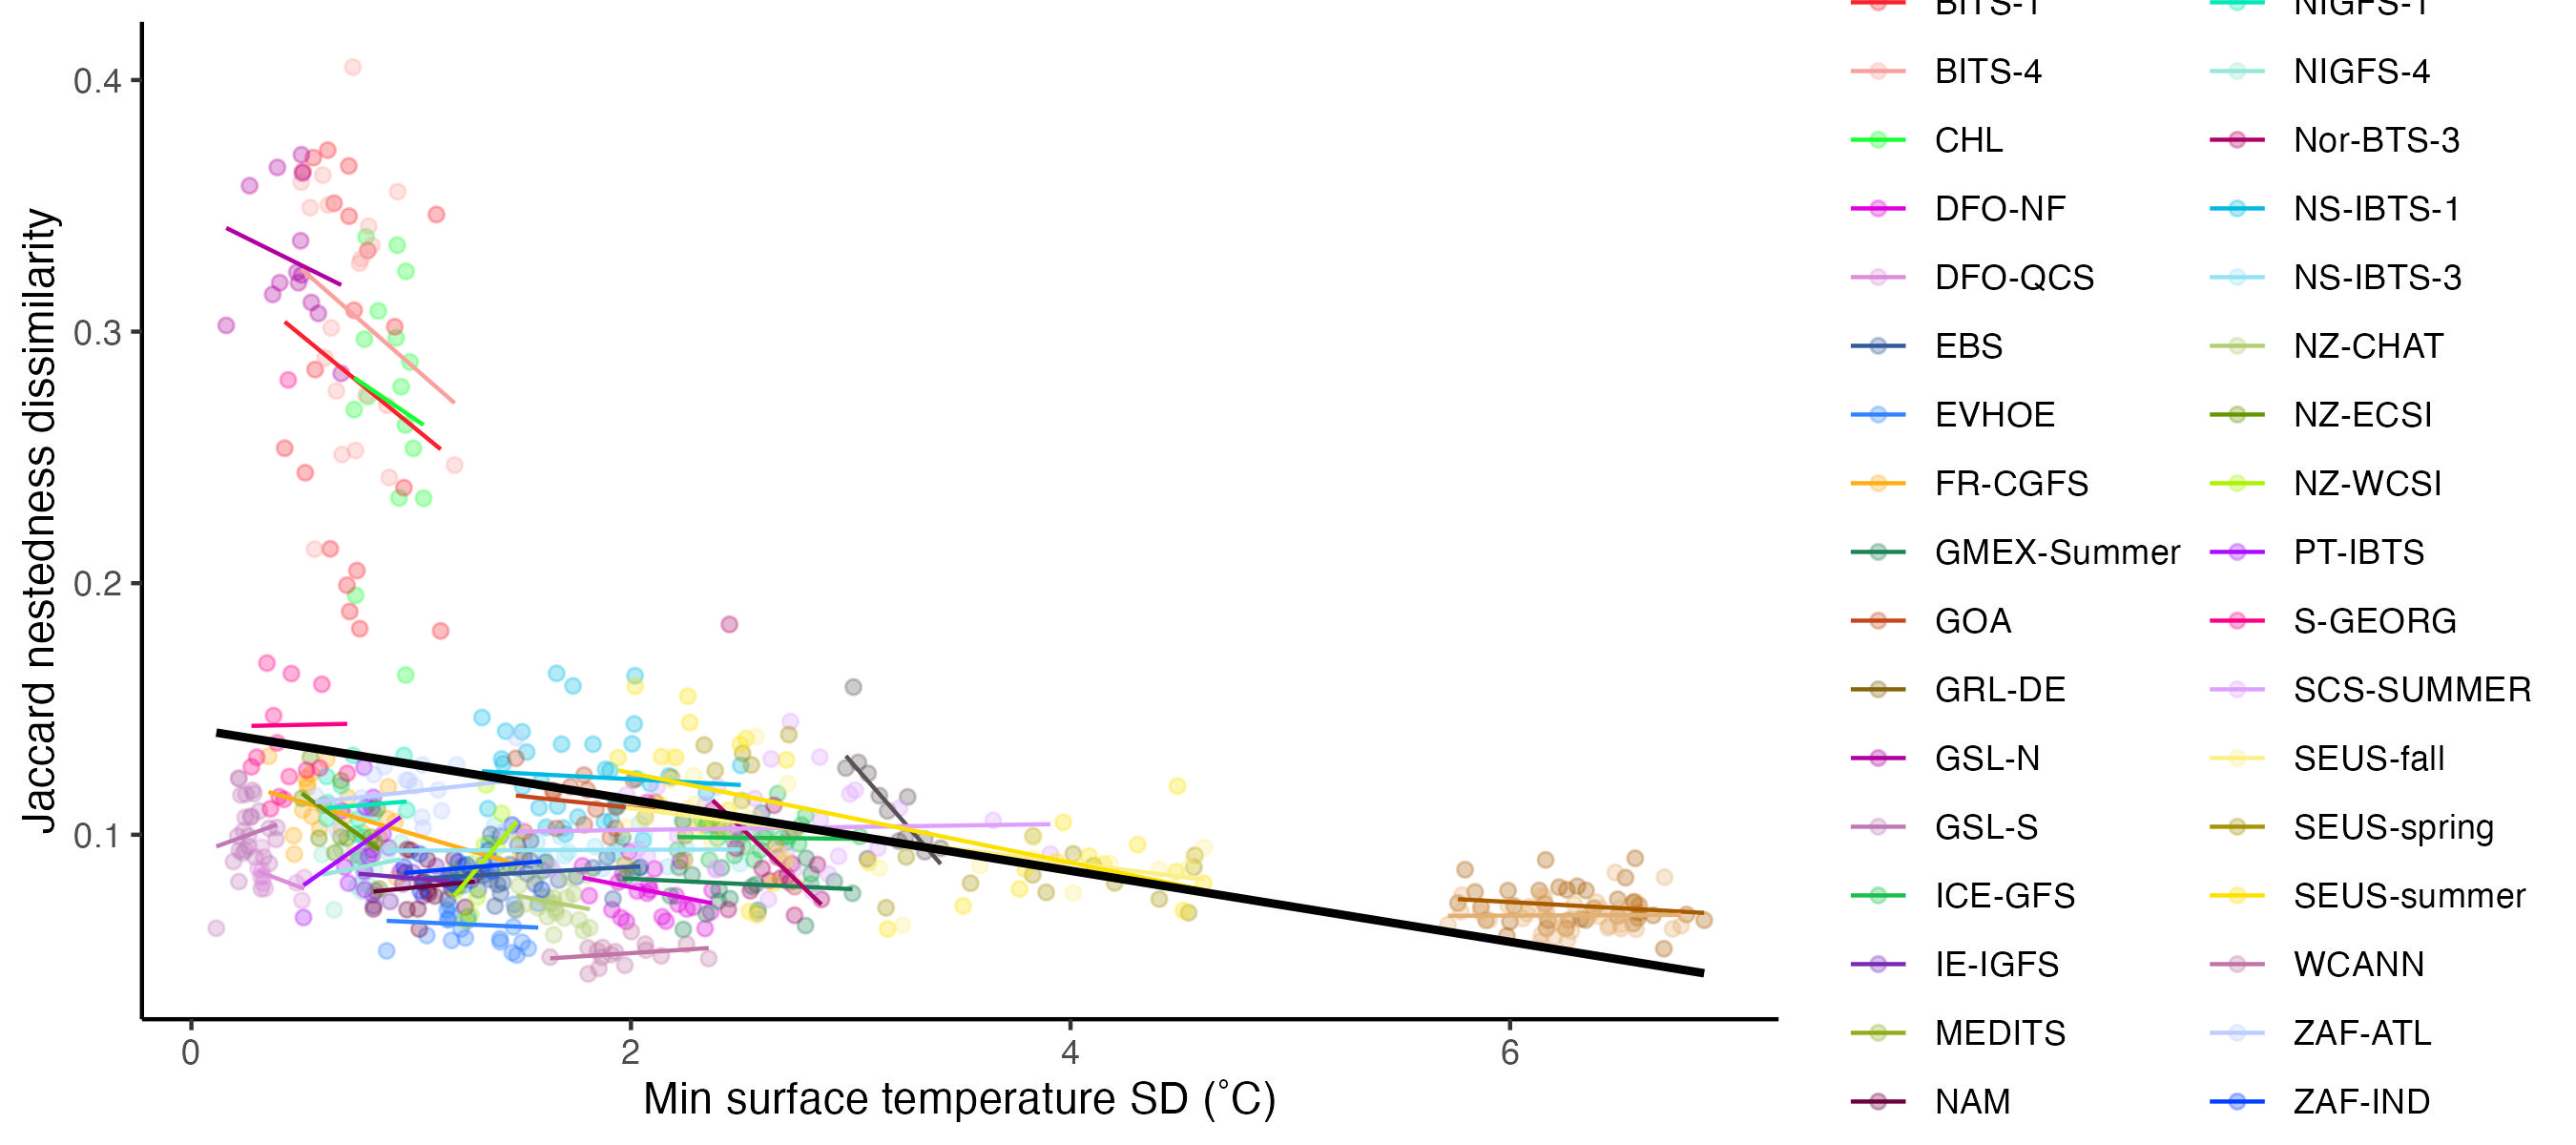 Jaccard nestedness dissimilarity
0.4
0.3
0.2
0.1
0
2
4
6
Min surface temperature SD (°C)
BITS-1
BITS-4
CHL
DFO-NF
DFO-QCS
EBS
EVHOE
FR-CGFS
GMEX-Summer
GOA
GRL-DE
GSL-N
GSL-S
ICE-GFS
IE-IGFS
MEDITS
NAM
NIGFS-1
NIGFS-4
Nor-BTS-3
NS-IBTS-1
NS-IBTS-3
NZ-CHAT
NZ-ECSI
NZ-WCSI
PT-IBTS
S-GEORG
SCS-SUMMER
SEUS-fall
SEUS-spring
SEUS-summer
WCANN
ZAF-ATL
ZAF-IND